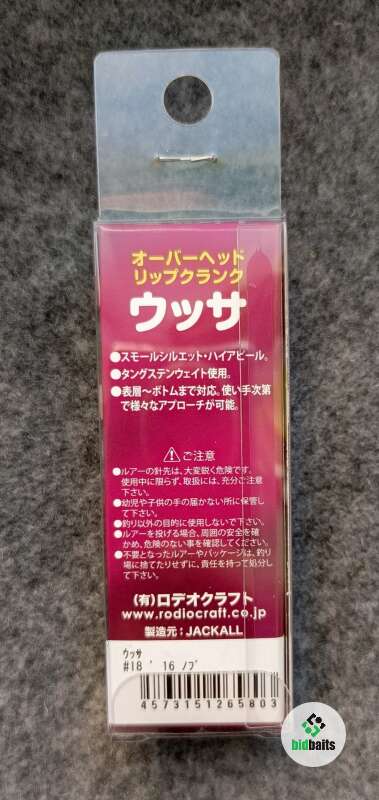 オーバーヘッド
リップクランク
ウッサ
●スモールシルエット・ハイアピール。
●タングステンウェイト使用。
●表層〜ボトムまで対応。使い手次第
で様々なアプローチが可能。
⚠ご注意
●ルアーの針先は、大変鋭く危険です。
使用中に限らず、取扱には、充分ご注意
下さい。
●幼児や子供の手の届かない所に保管し
て下さい。
●釣り以外の目的に使用しないで下さい。
●ルアーを投げる場合、周囲の安全を確
かめ、危険のない事を確認してください。
●不要となったルアーやパッケージは、釣り
場に捨てたりせずに、責任を持って処分し
て下さい。
(有)ロデオクラフト
www.rodiocraft.co.jp
製造元:JACKALL
ウッサ
#18 ' 16 ノブ
4573151265803
bidbaits